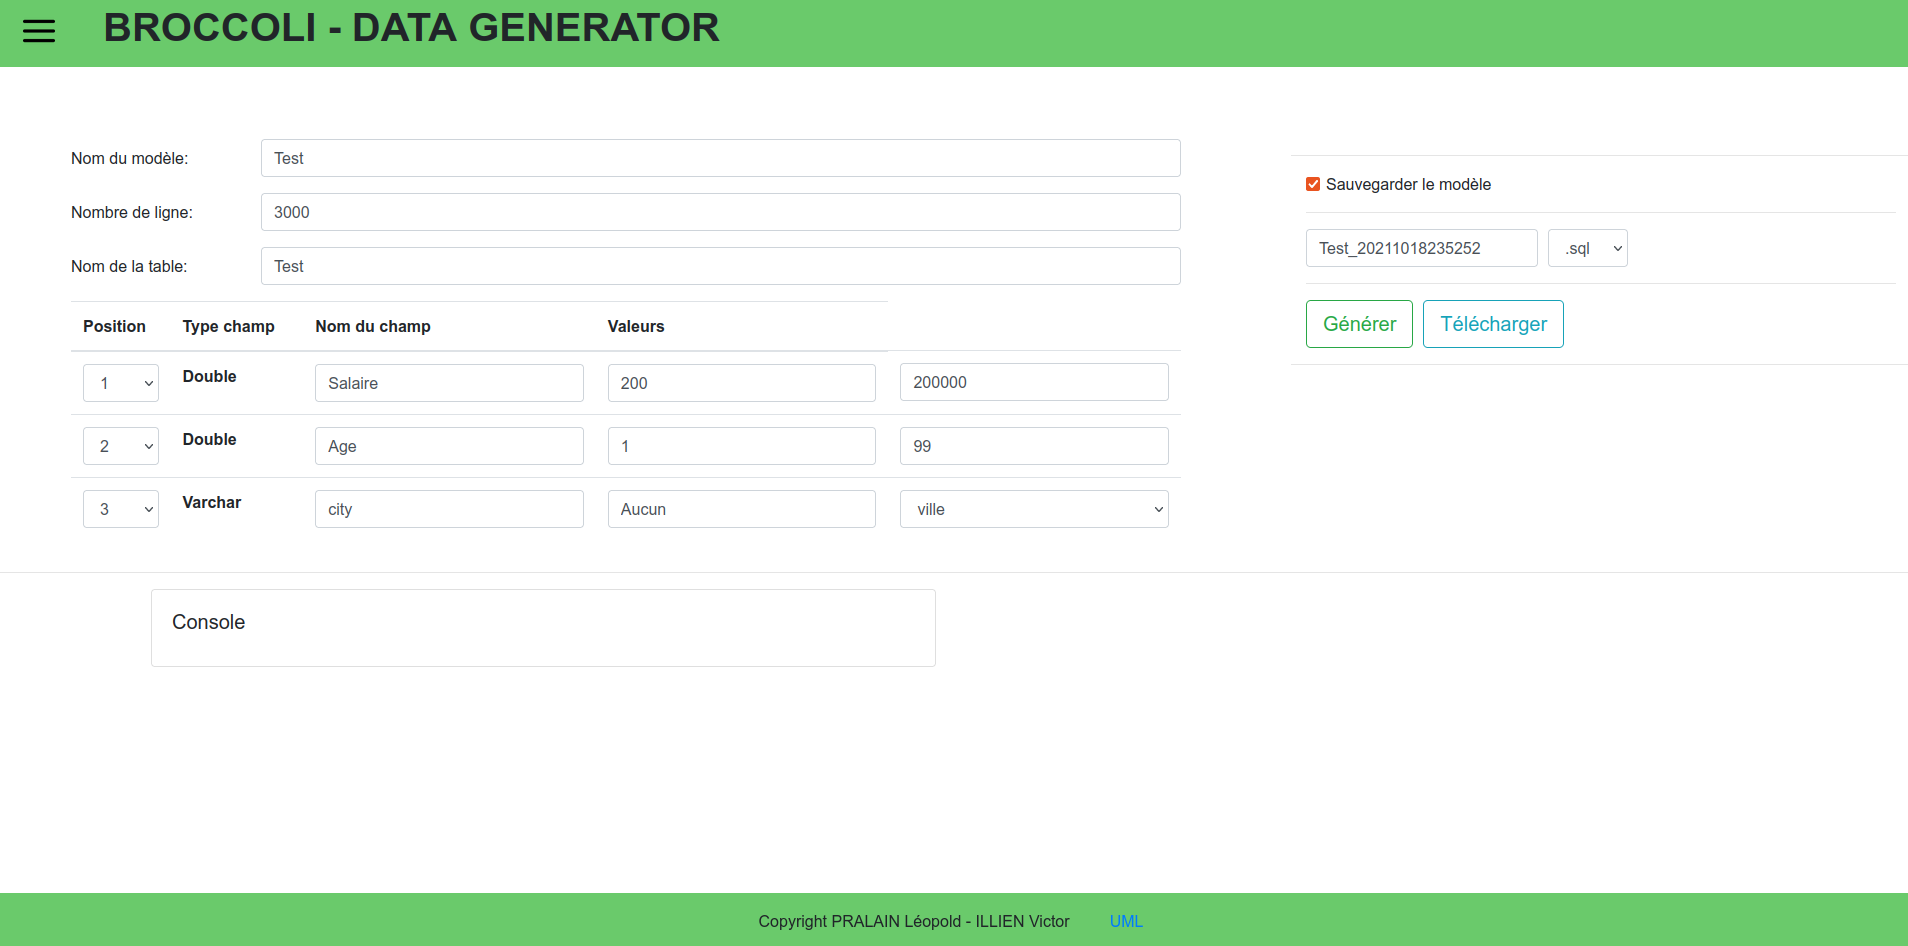 BROCCOLI - DATA GENERATOR
Nom du modèle: Test
Nombre de ligne: 3000
Nom de la table: Test
Position Type champ Nom du champ Valeurs
1 Double Salaire 200 200000
2 Double Age 1 99
3 Varchar city Aucun ville
Sauvegarder le modèle
Test_20211018235252 .sql
Générer Télécharger
Console
Copyright PRALAIN Léopold - ILLIEN Victor UML